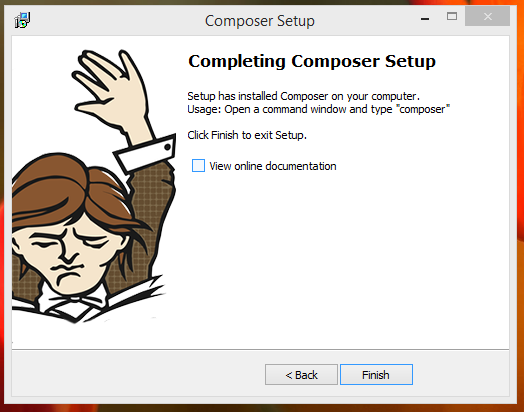 Composer Setup
Completing Composer Setup
Setup has installed Composer on your computer.
Usage: Open a command window and type "composer"
Click Finish to exit Setup.
View online documentation
< Back
Finish